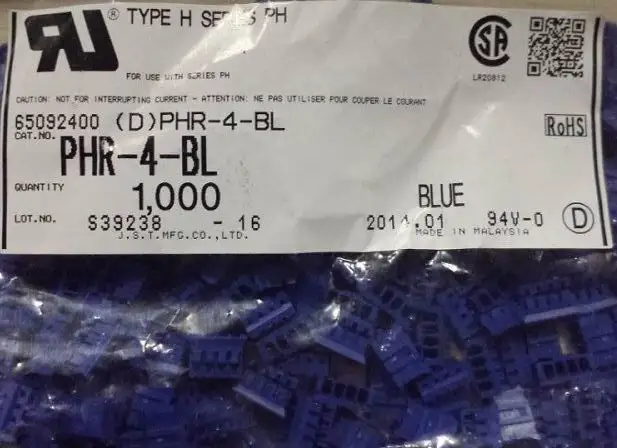 ® TYPE H SERIES PH
FOR USE WITH SERIES PH
LR20812
CAUTION: NOT FOR INTERRUPTING CURRENT - ATTENTION: NE PAS UTILISER POUR COUPER LE COURANT
65092400 (D)PHR-4-BL
RoHS
CAT.NO.
PHR-4-BL
QUANTITY 1,000 BLUE
LOT.NO. S39238 -16 2014.01 94V-0 D
J.S.T.MFG.CO.,LTD. MADE IN MALAYSIA